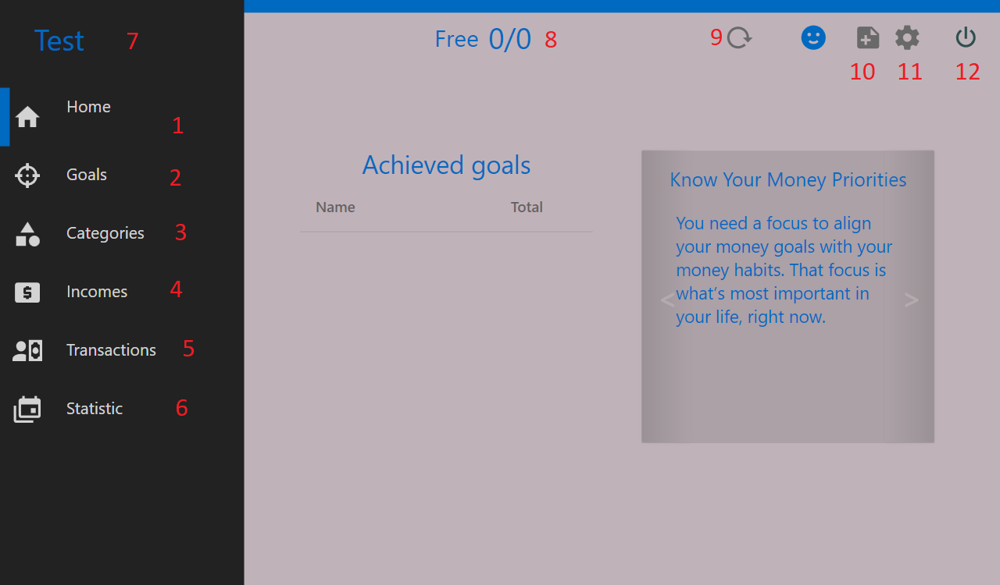 Test 7
Free 0/0 8
9
10 11 12
Home 1
Goals 2
Categories 3
Incomes 4
Transactions 5
Statistic 6
Achieved goals
Name Total
Know Your Money Priorities
You need a focus to align
your money goals with your
money habits. That focus is
what’s most important in
your life, right now.
< >